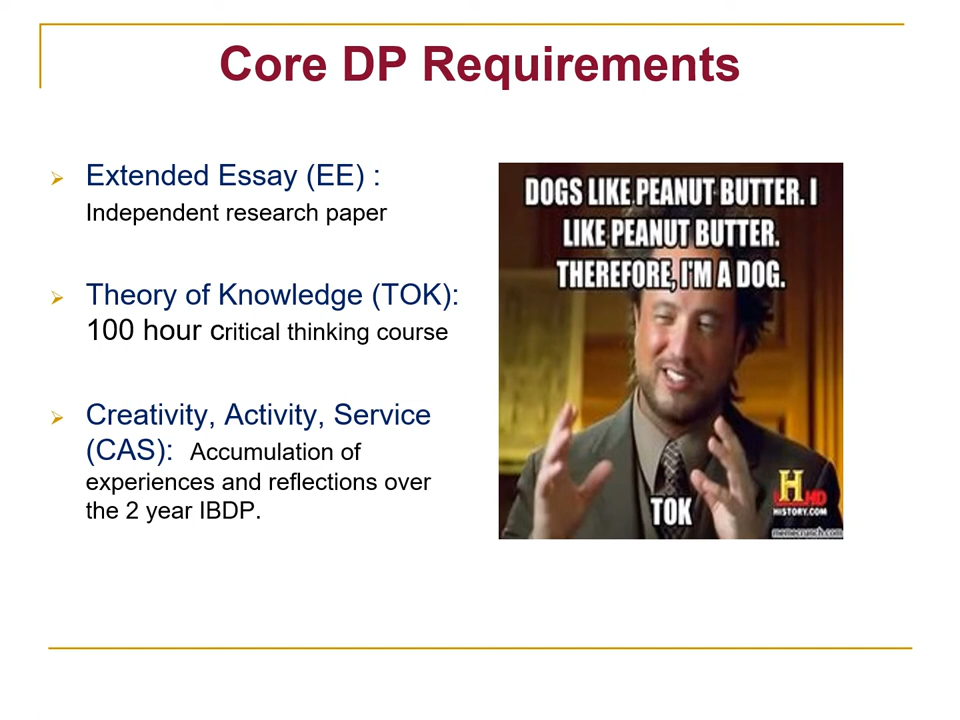 Core DP Requirements
Extended Essay (EE) :
Independent research paper
Theory of Knowledge (TOK):
100 hour critical thinking course
Creativity, Activity, Service
(CAS): Accumulation of
experiences and reflections over
the 2 year IBDP.
DOGS LIKE PEANUT BUTTER. I
LIKE PEANUT BUTTER.
THEREFORE, I'M A DOG.
TOK
H HD
HISTORY.COM
memecrunch.com